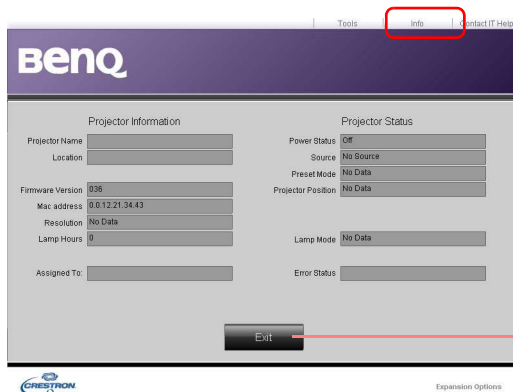 Tools Info Contact IT Help
BenQ
Projector Information Projector Status
Projector Name Power Status Off
Location Source No Source
Preset Mode No Data
Firmware Version 036 Projector Position No Data
Mac address 0.0.12.21.34.43
Resolution No Data
Lamp Hours 0 Lamp Mode No Data
Assigned To: Error Status
Exit
CRESTRON Expansion Options